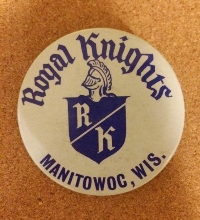 Royal Knights
R
K
MANITOWOC, WIS.